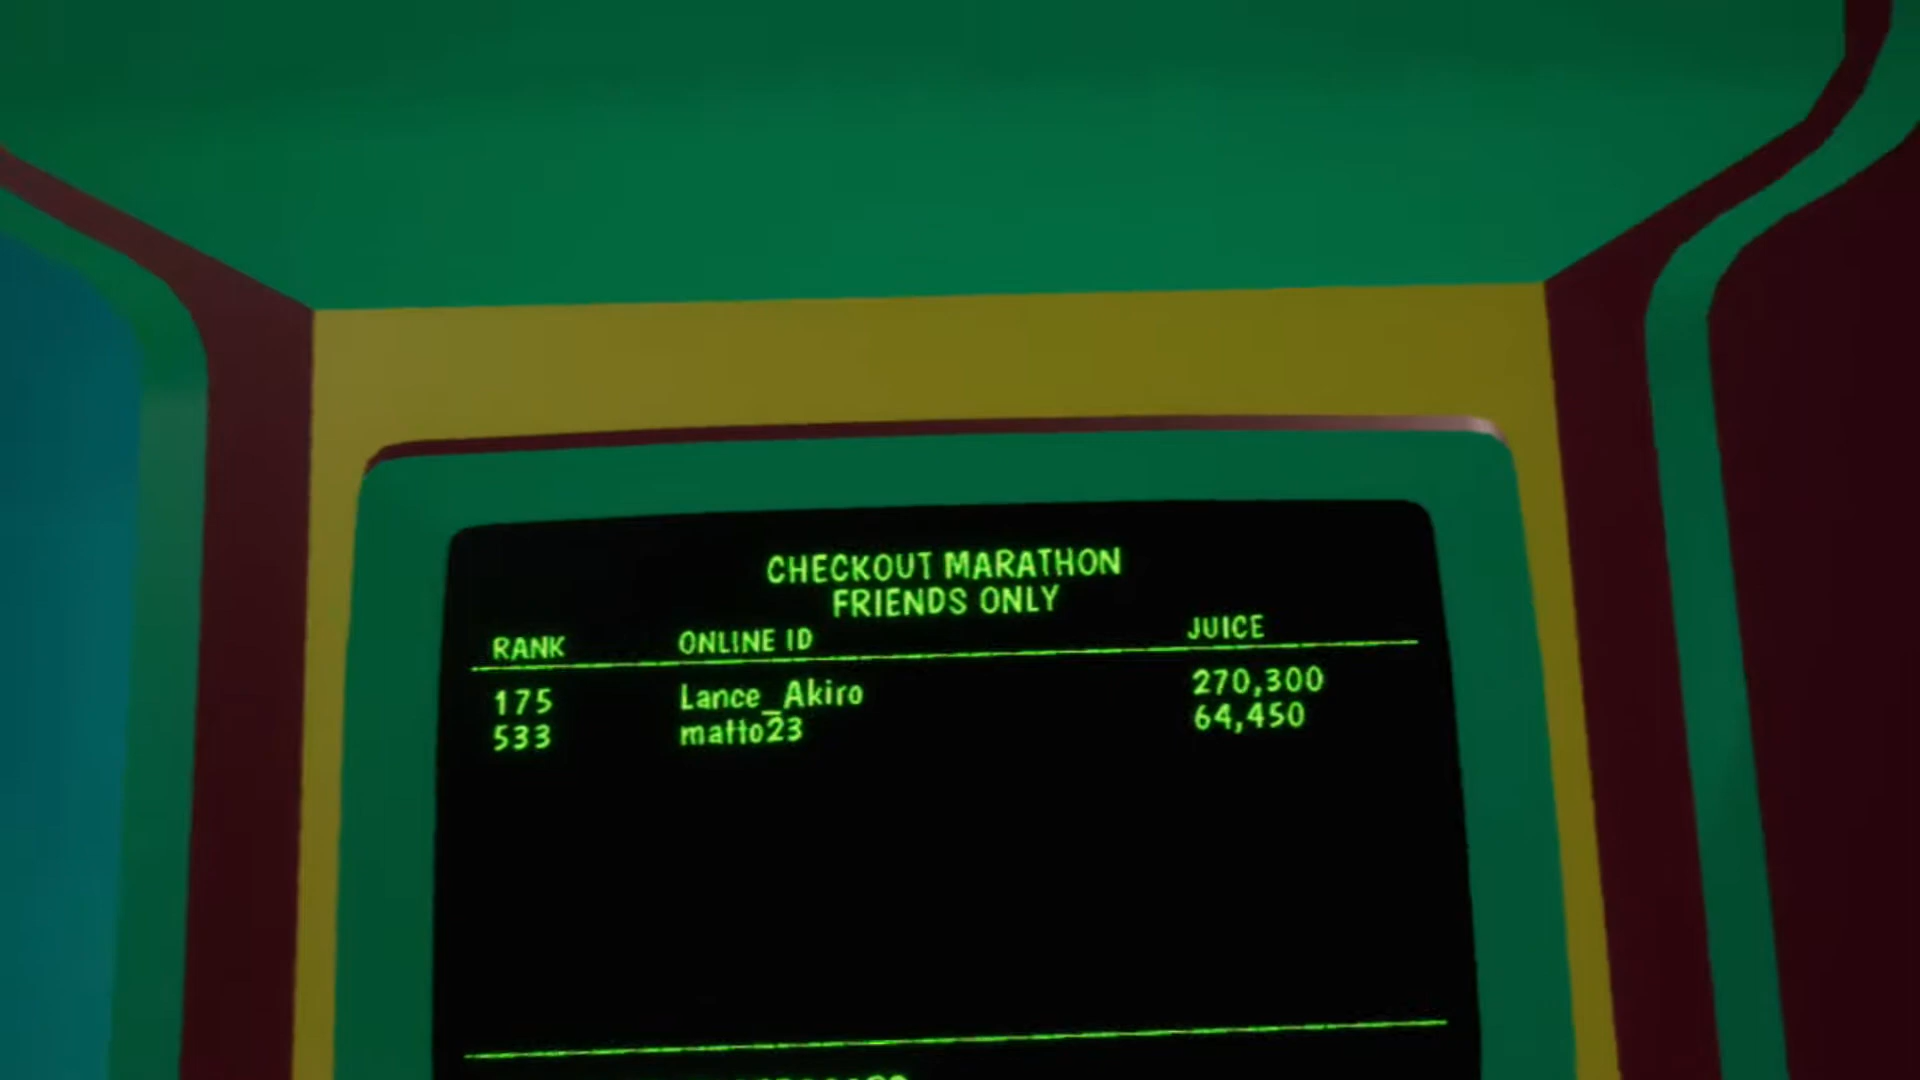 CHECKOUT MARATHON
FRIENDS ONLY
RANK ONLINE ID JUICE
175 Lance_Akiro 270,300
533 matto23 64,450